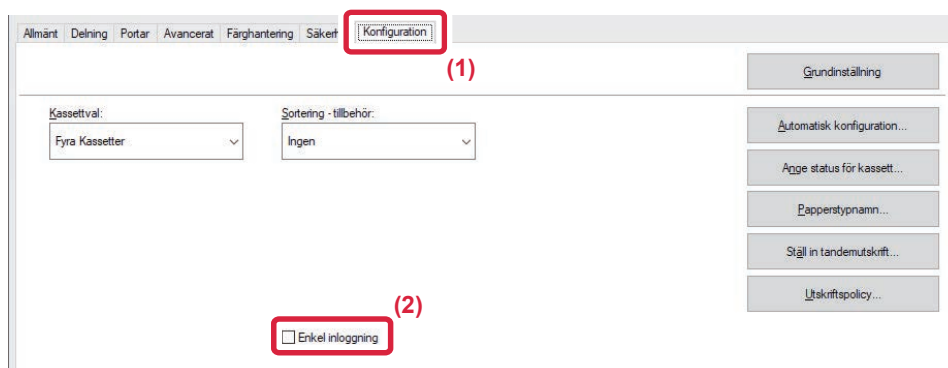 Allmänt Delning Portar Avancerat Färghantering Säkerh Konfiguration
(1)
Grundinställning
Kassettval:
Fyra Kassetter
Sortering - tillbehör:
Ingen
Automatisk konfiguration...
Ange status för kassett...
Papperstypnamn...
Ställ in tandemutskrift...
Utskriftspolicy...
(2)
Enkel inloggning